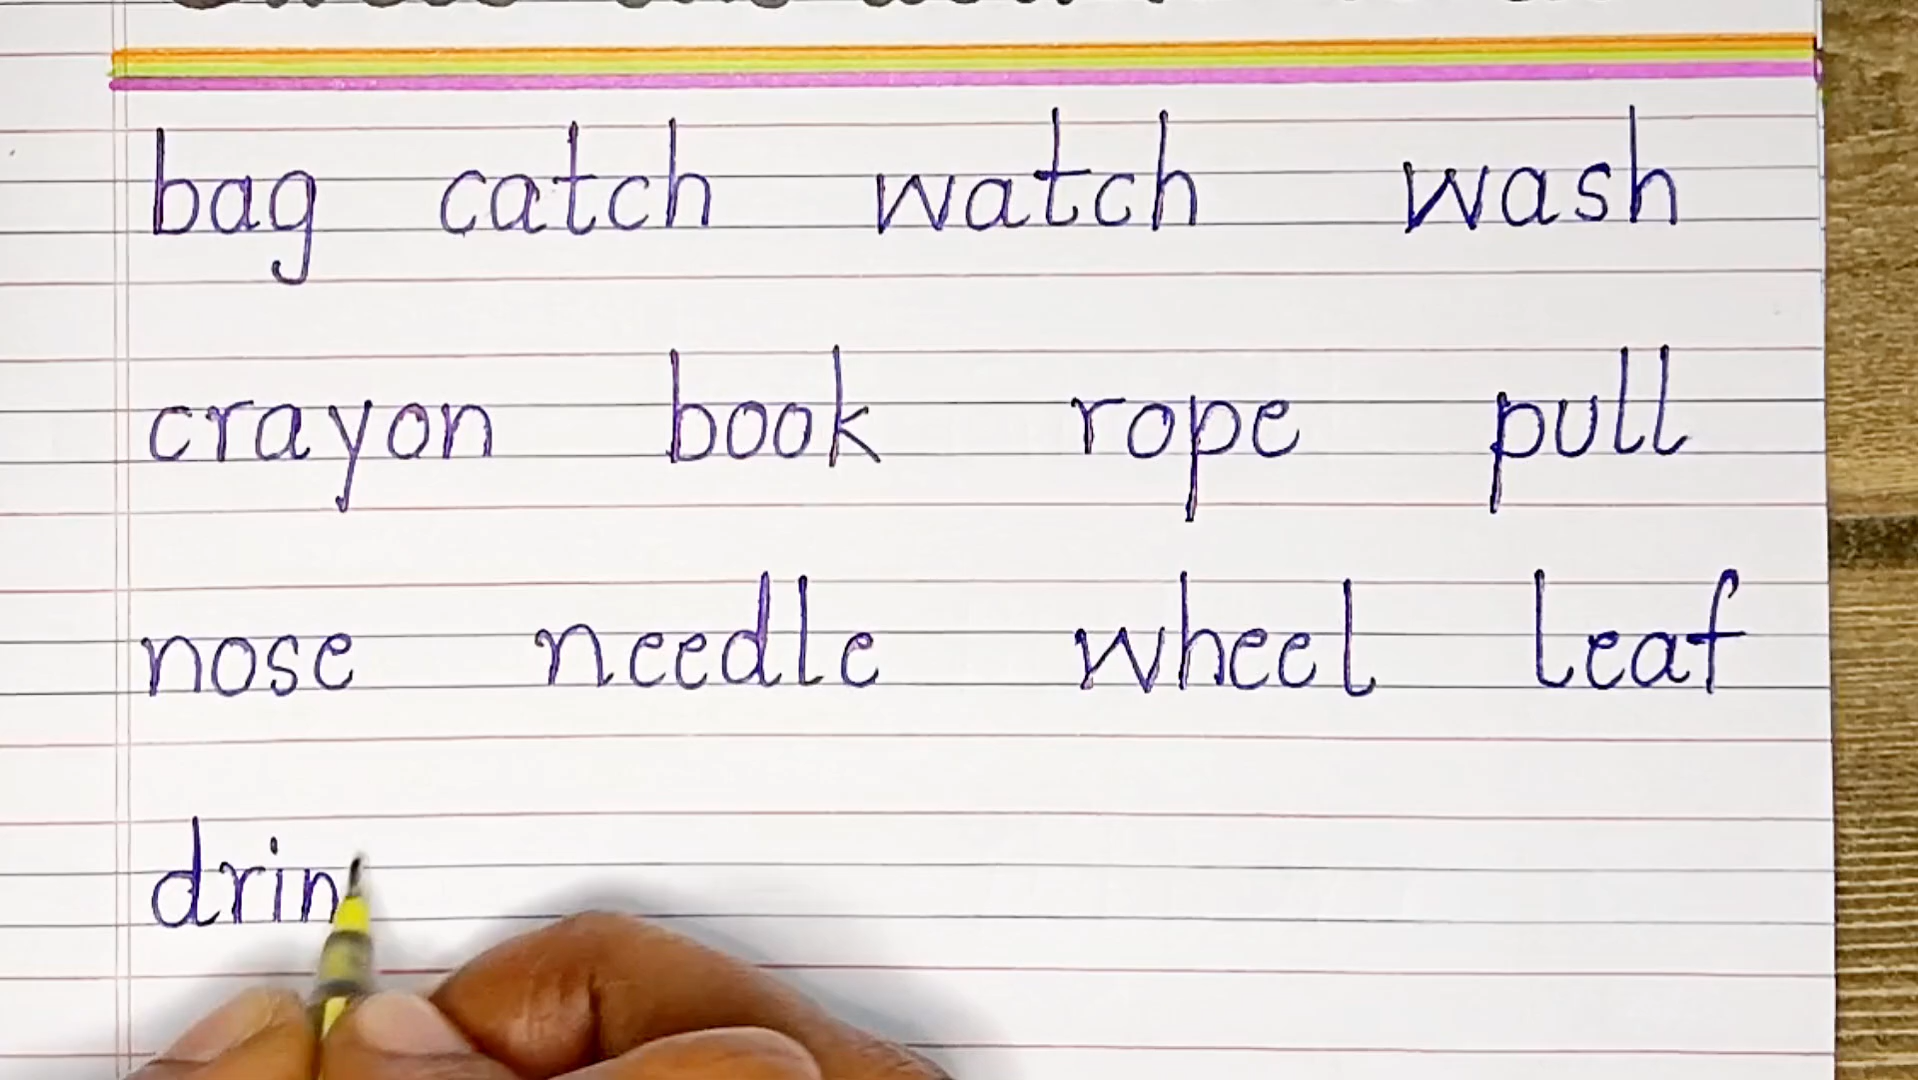 bag catch watch wash
crayon book rope pull
nose needle wheel leaf
drin